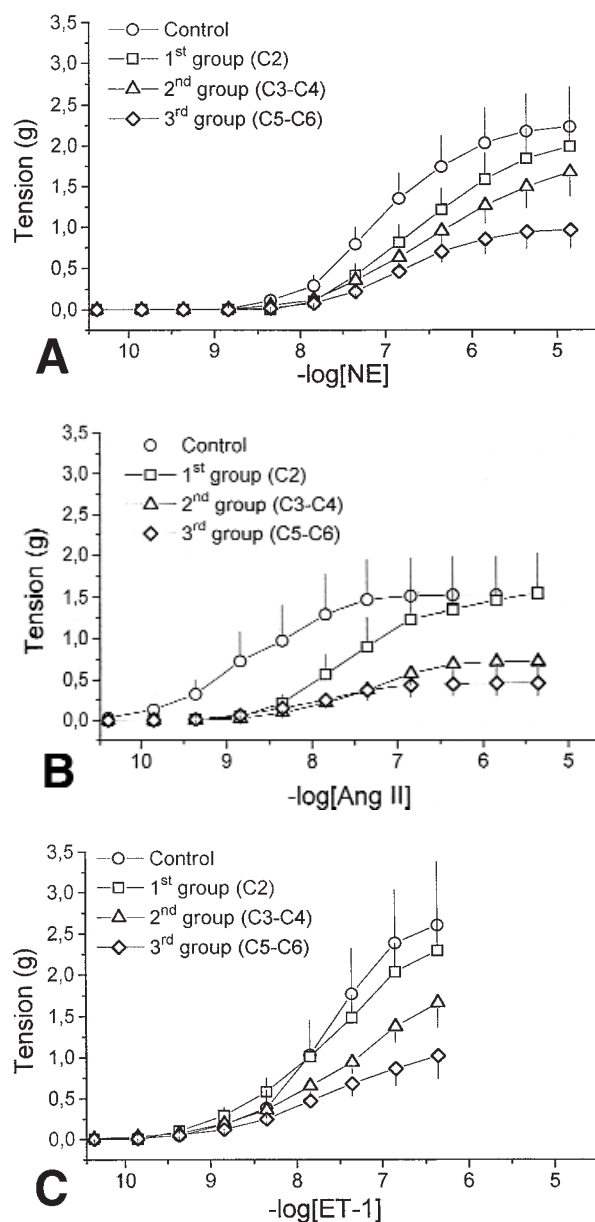 3,5
3,0
2,5
2,0
1,5
1,0
0,5
0,0
Tension (g)
Control
1st group (C2)
2nd group (C3-C4)
3rd group (C5-C6)
10 9 8 7 6 5
-log[NE]
A
3,5
3,0
2,5
2,0
1,5
1,0
0,5
0,0
Tension (g)
Control
1st group (C2)
2nd group (C3-C4)
3rd group (C5-C6)
10 9 8 7 6 5
-log[Ang II]
B
3,5
3,0
2,5
2,0
1,5
1,0
0,5
0,0
Tension (g)
Control
1st group (C2)
2nd group (C3-C4)
3rd group (C5-C6)
10 9 8 7 6 5
-log[ET-1]
C